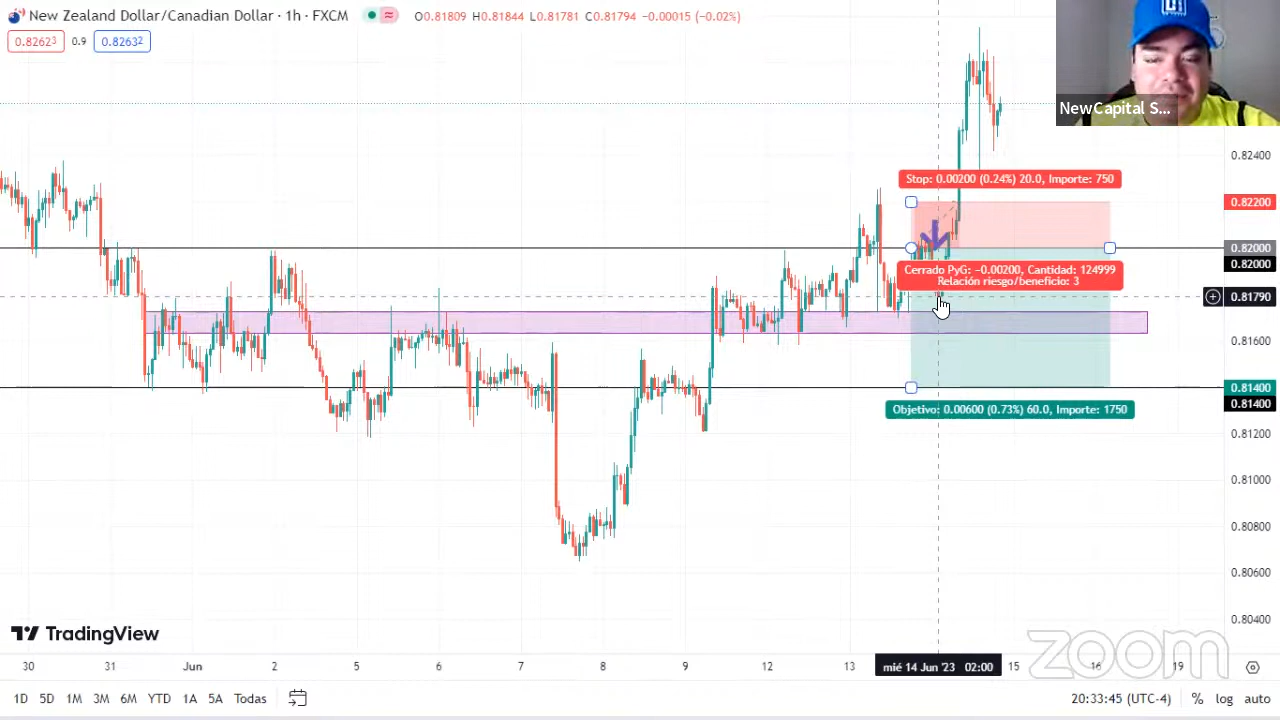 New Zealand Dollar/Canadian Dollar · 1h · FXCM
O0.81809 H0.81844 L0.81781 C0.81794 −0.00015 (−0.02%)
0.82623 0.9 0.82632
NewCapital S...
0.82400
Stop: 0.00200 (0.24%) 20.0, Importe: 750
0.82200
0.82000
0.82000
Cerrado PyG: −0.00200, Cantidad: 124999
Relación riesgo/beneficio: 3
0.81790
0.81600
0.81400
0.81400
Objetivo: 0.00600 (0.73%) 60.0, Importe: 1750
0.81200
0.81000
0.80800
0.80600
0.80400
TradingView
zoom
30 31 Jun 2 5 6 7 8 9 12 13 mié 14 Jun '23 02:00 15 16 19
1D 5D 1M 3M 6M YTD 1A 5A Todas
20:33:45 (UTC-4) % log auto